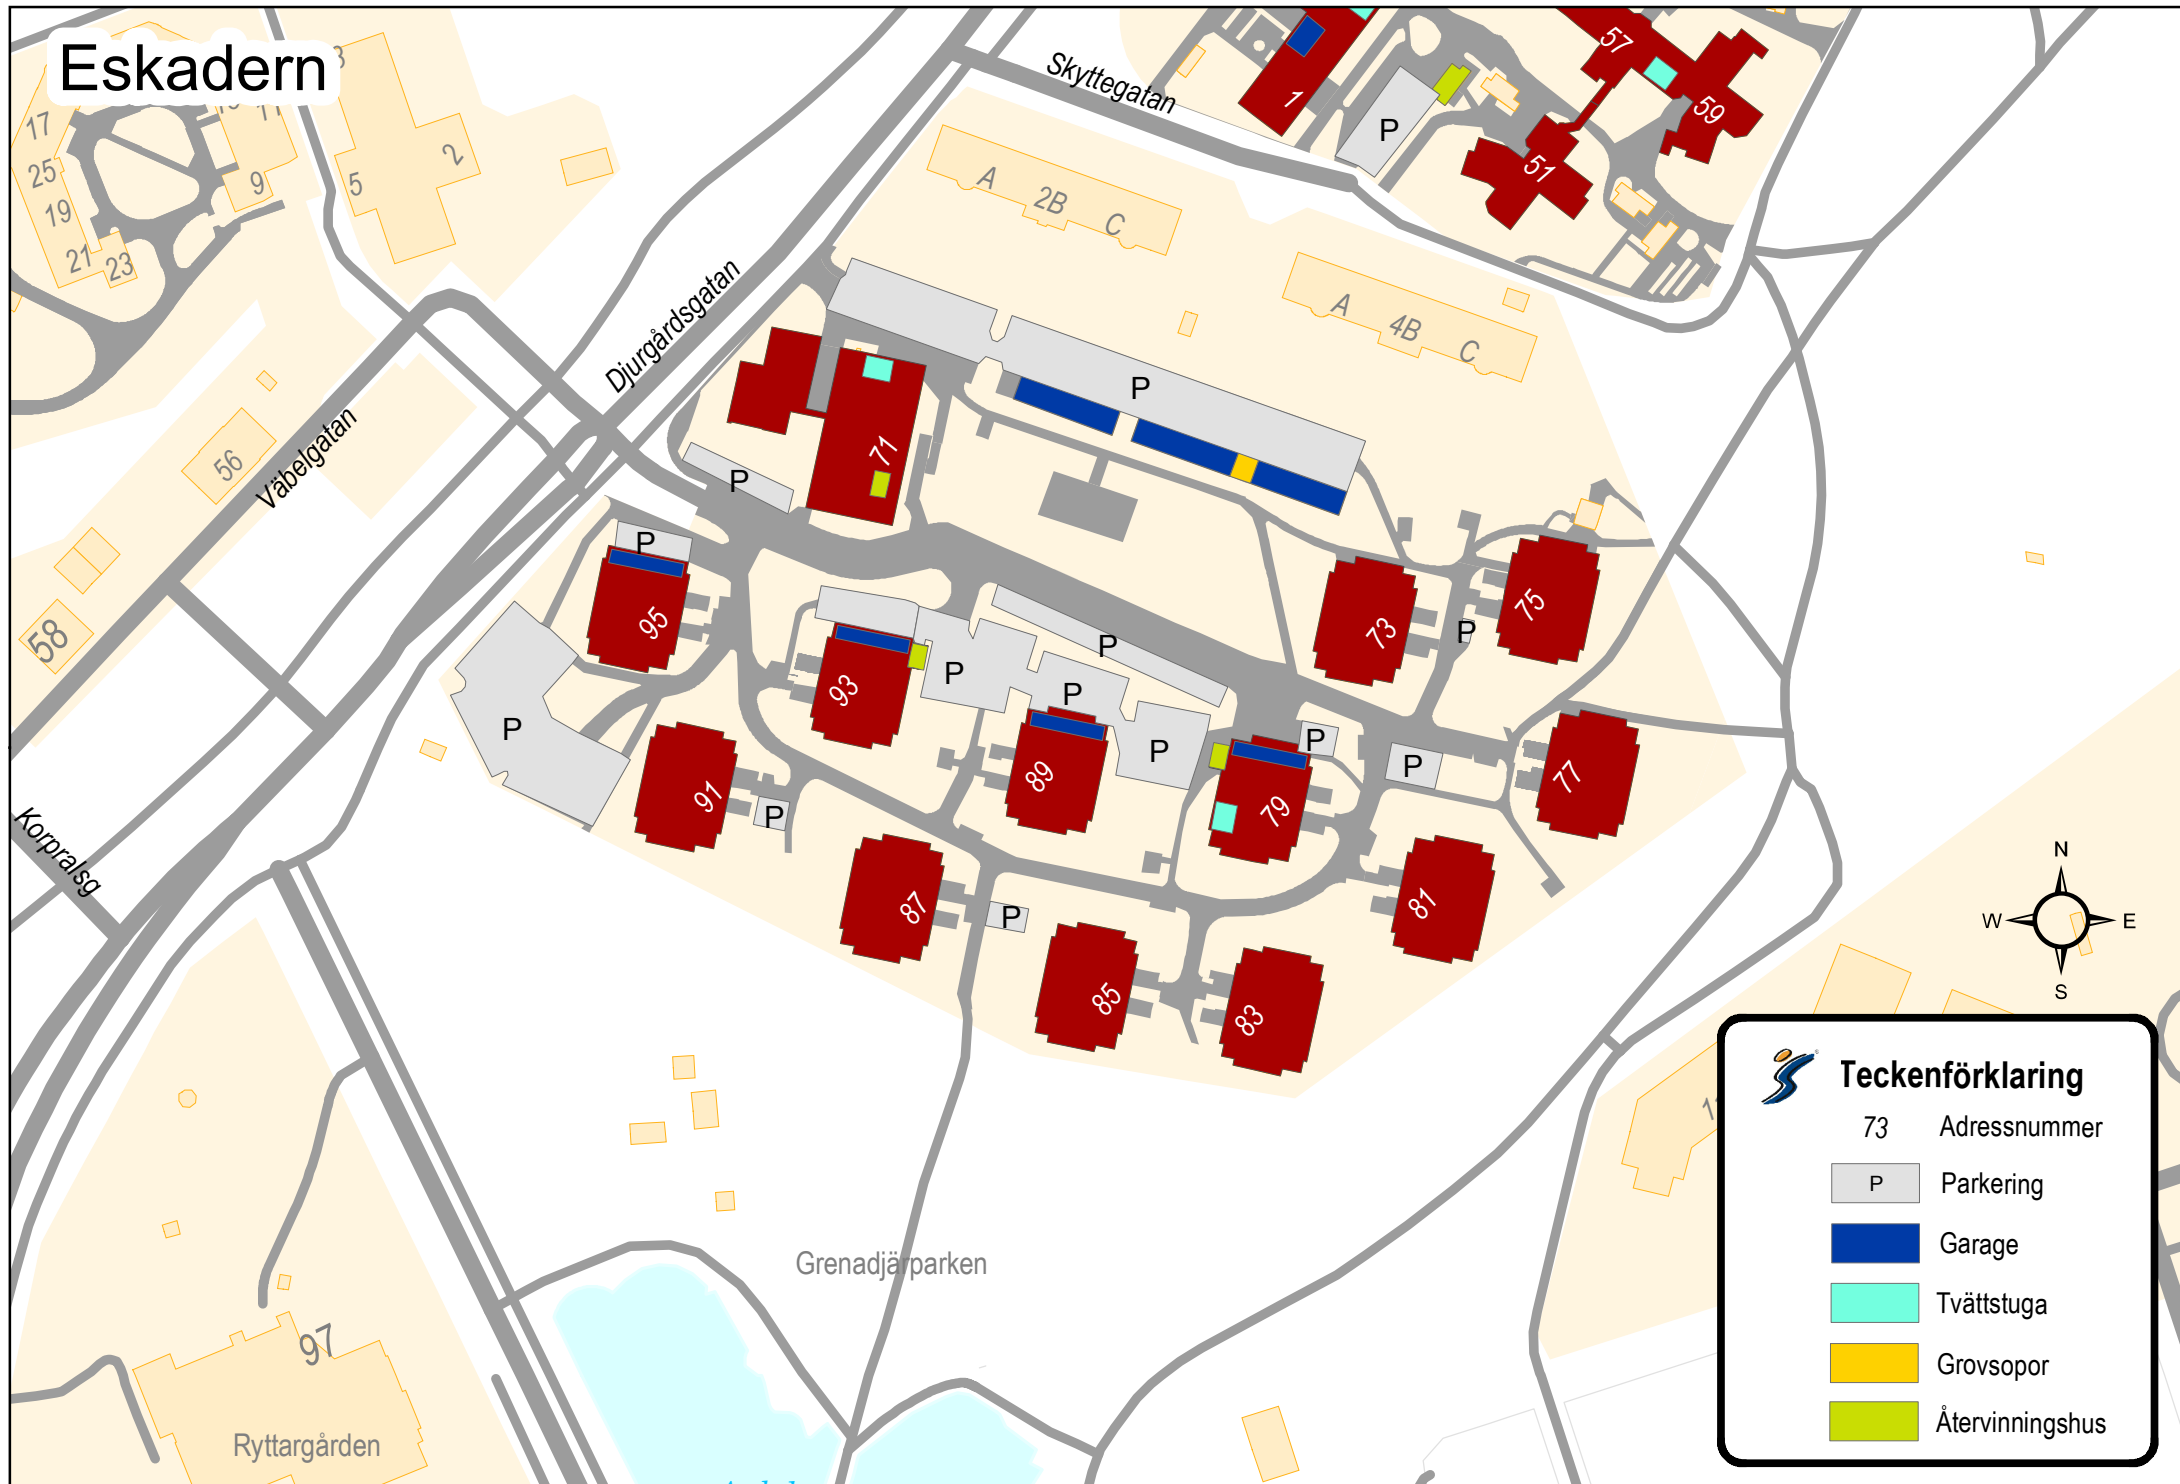 Eskadern
Skyttegatan
Djurgårdsgatan
Väbelgatan
Korpralsg
17
25
19
21
23
9
5
2
56
58
1
P
57
59
51
A 2B C
A 4B C
P
71
P
P
95
P
73
75
P
93
P
P
P
89
P
P
79
P
77
91
P
87
P
81
85
83
P
N
W E
S
Grenadjärparken
97
Ryttargården
Teckenförklaring
73 Adressnummer
P Parkering
Garage
Tvättstuga
Grovsopor
Återvinningshus